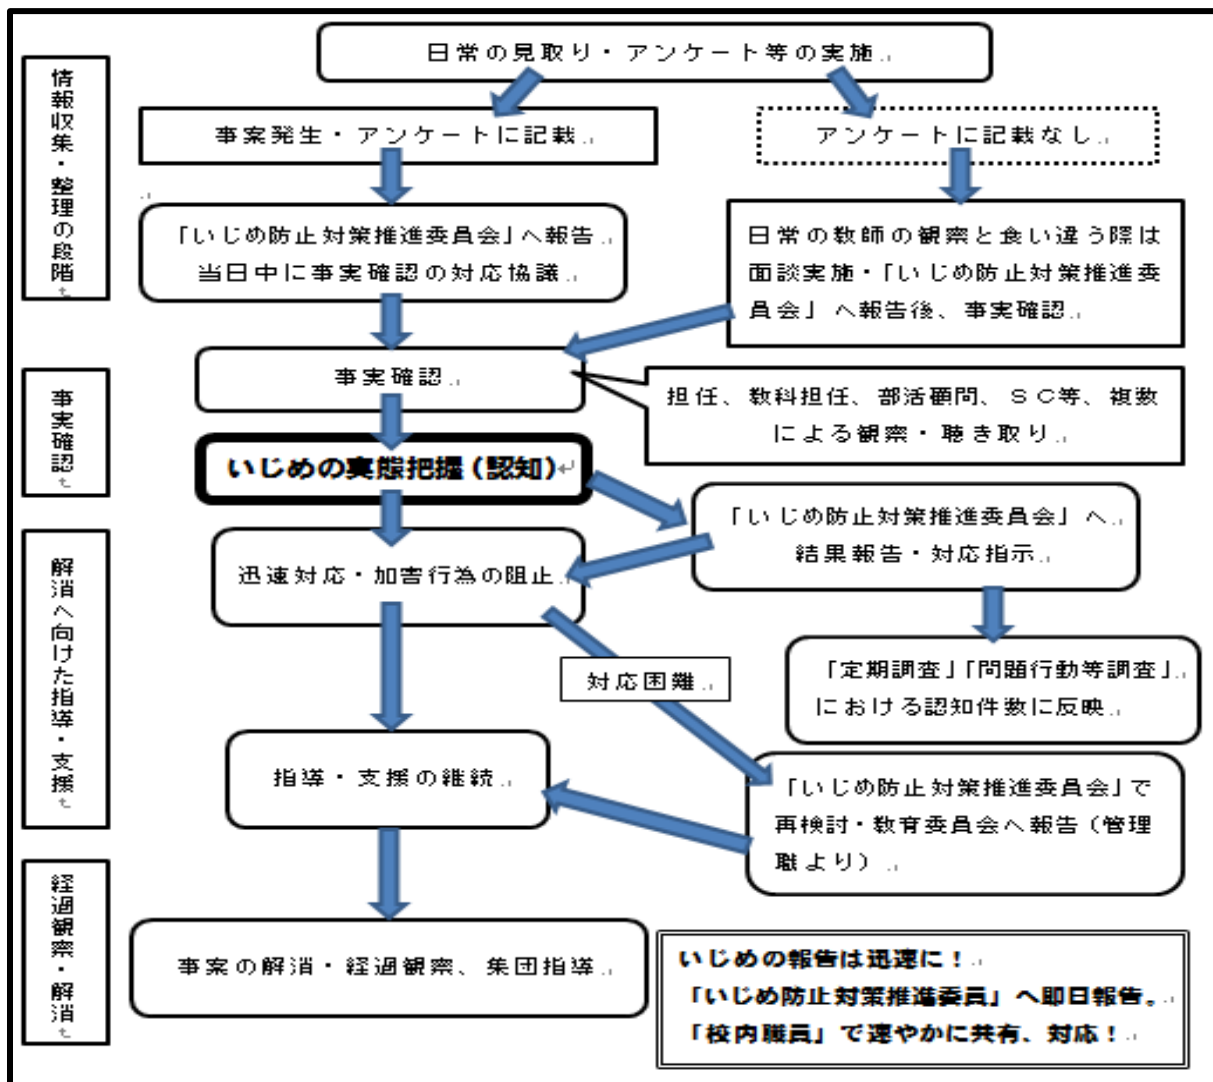 日常の見取り・アンケート等の実施
情報収集・整理の段階
事案発生・アンケートに記載
アンケートに記載なし
「いじめ防止対策推進委員会」へ報告
当日中に事実確認の対応協議
日常の教師の観察と食い違う際は
面談実施・「いじめ防止対策推進委
員会」へ報告後、事実確認
事実確認
事実確認
担任、教科担任、部活顧問、ＳＣ等、複数
による観察・聴き取り
いじめの実態把握（認知）
「いじめ防止対策推進委員会」へ
結果報告・対応指示
解消へ向けた指導・支援
迅速対応・加害行為の阻止
対応困難
「定期調査」「問題行動等調査」
における認知件数に反映
指導・支援の継続
「いじめ防止対策推進委員会」で
再検討・教育委員会へ報告（管理
職より）
経過観察・解消
事案の解消・経過観察、集団指導
いじめの報告は迅速に！
「いじめ防止対策推進委員」へ即日報告。
「校内職員」で速やかに共有、対応！